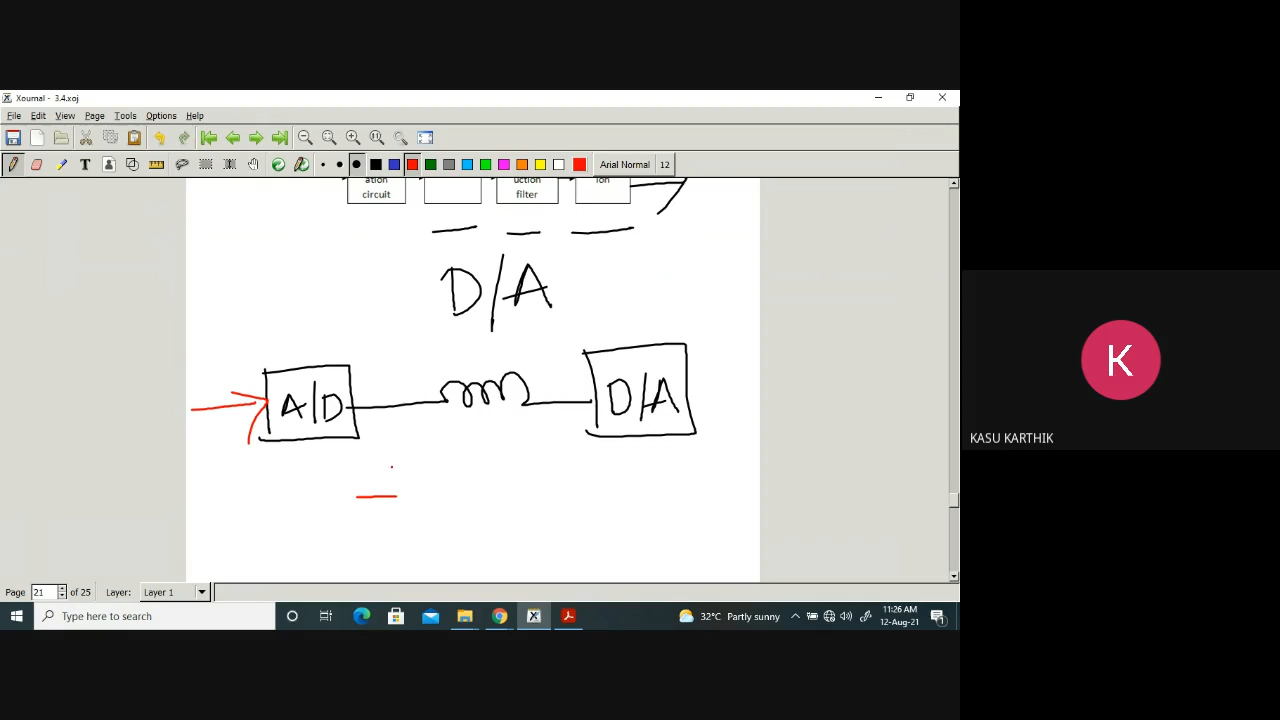 Xournal - 3.4.xoj
File Edit View Page Tools Options Help
Arial Normal 12
ation circuit
uction filter
ion
D/A
A/D
D/A
K
KASU KARTHIK
Page 21 of 25 Layer: Layer 1
Type here to search
32°C Partly sunny
11:26 AM
12-Aug-21
1